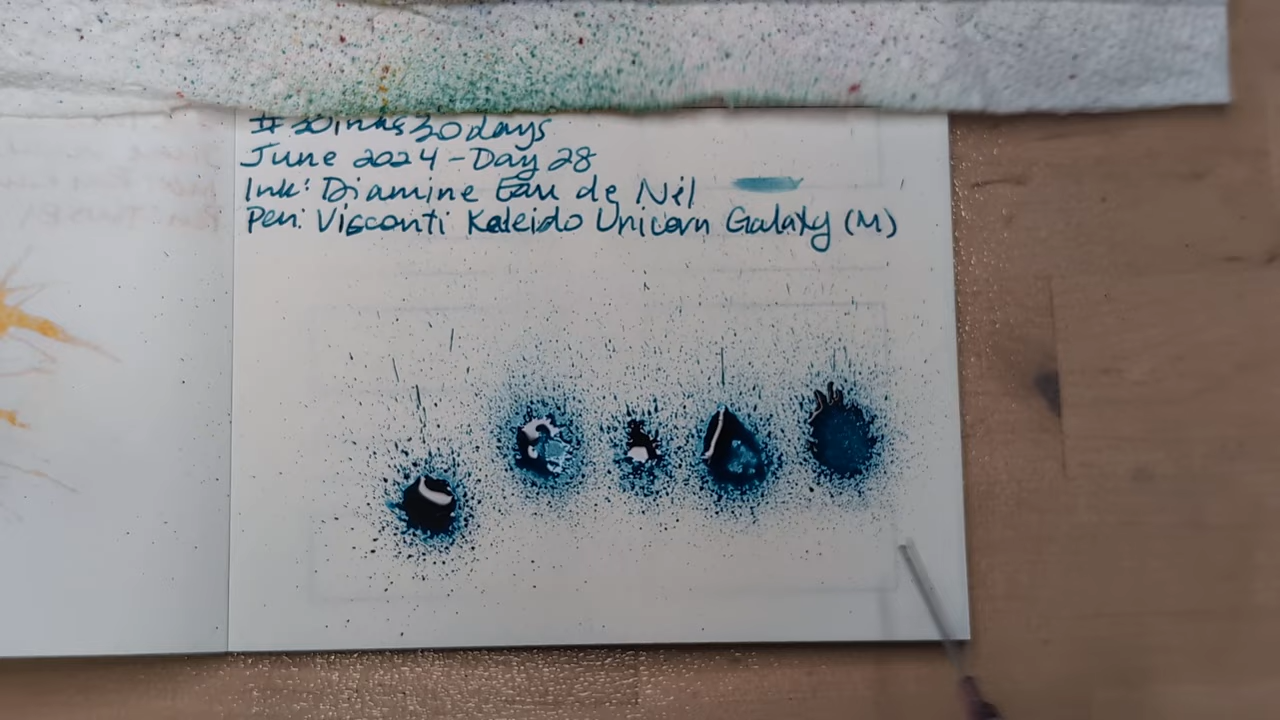 #30inks30days
June 2024 - Day 28
Ink: Diamine Eau de Nil
Pen: Visconti Kaleido Unicorn Galaxy (M)